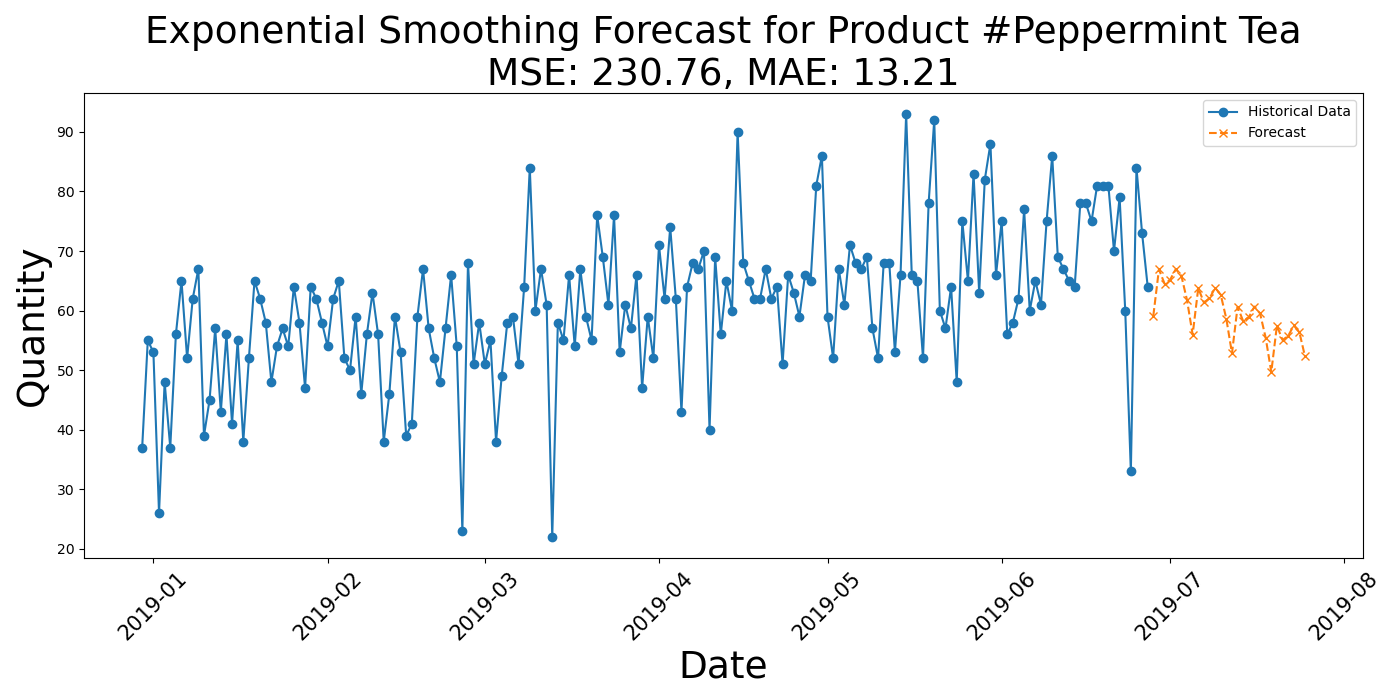 Exponential Smoothing Forecast for Product #Peppermint Tea
MSE: 230.76, MAE: 13.21
Historical Data
Forecast
Quantity
90
80
70
60
50
40
30
20
2019-01
2019-02
2019-03
2019-04
2019-05
2019-06
2019-07
2019-08
Date